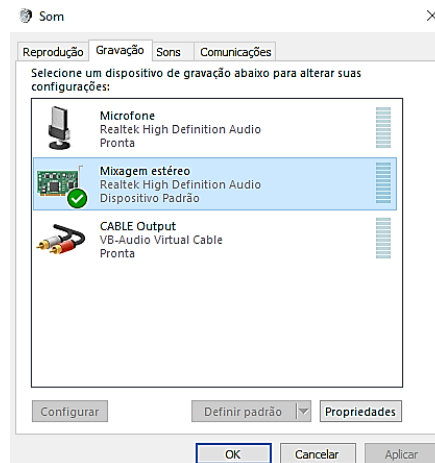 Som
Reprodução
Gravação
Sons
Comunicações
Selecione um dispositivo de gravação abaixo para alterar suas
configurações:
Microfone
Realtek High Definition Audio
Pronta
Mixagem estéreo
Realtek High Definition Audio
Dispositivo Padrão
CABLE Output
VB-Audio Virtual Cable
Pronta
Configurar
Definir padrão
Propriedades
OK
Cancelar
Aplicar